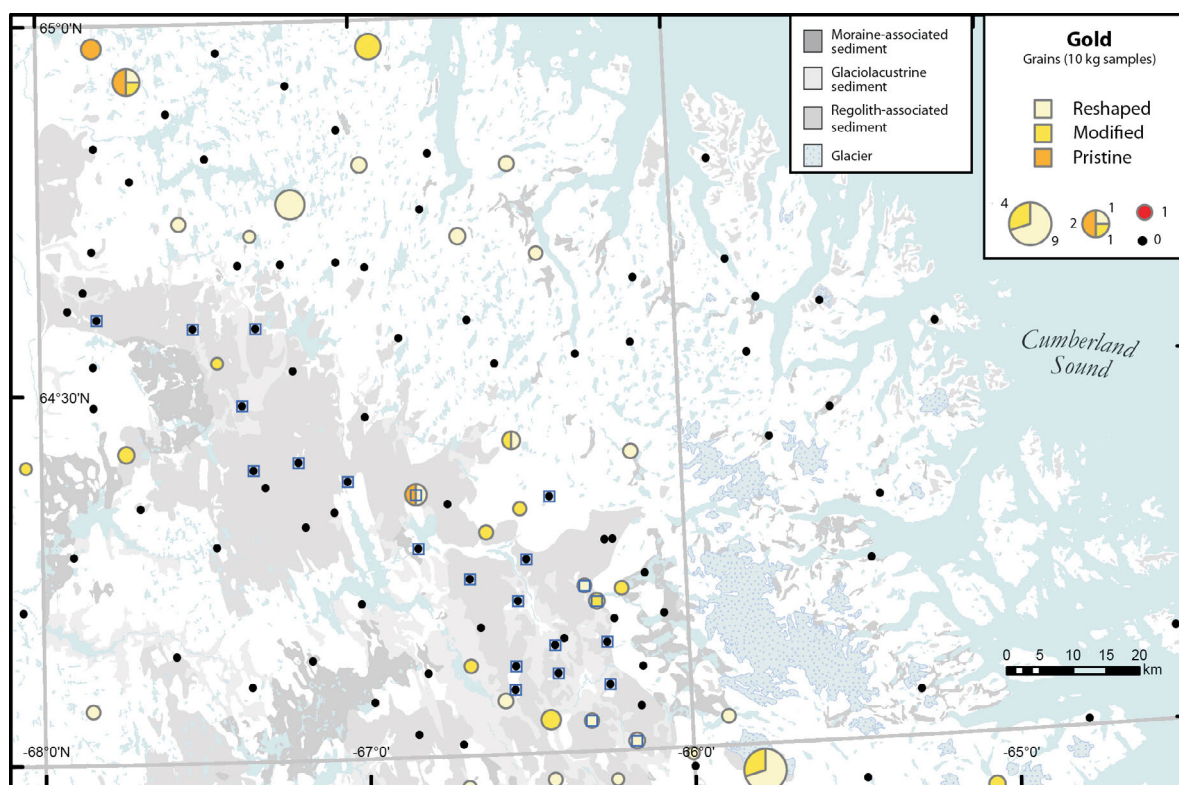 65°0'N
Moraine-associated
sediment
Glaciolacustrine
sediment
Regolith-associated
sediment
Glacier
Gold
Grains (10 kg samples)
Reshaped
Modified
Pristine
4
9
2
1
1
1
0
Cumberland
Sound
64°30'N
0 5 10 15 20
km
-68°0'N
-67°0'
-66°0'
-65°0'